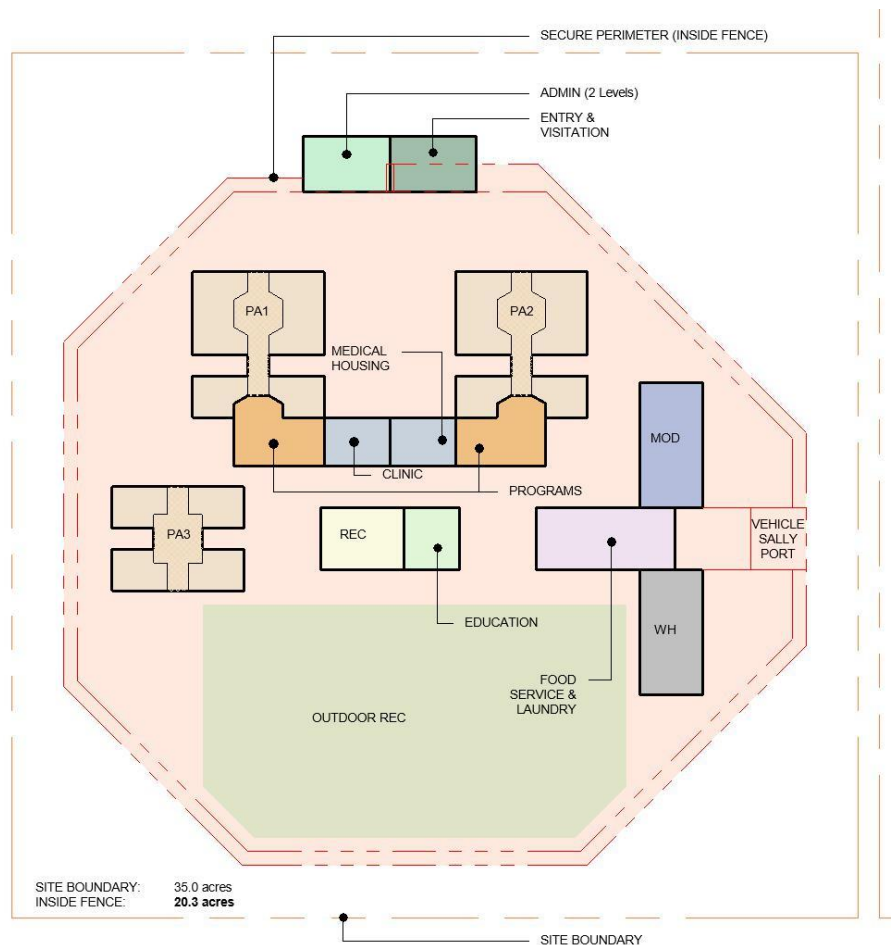 SECURE PERIMETER (INSIDE FENCE)
ADMIN (2 Levels)
ENTRY &
VISITATION
PA1
PA2
MEDICAL
HOUSING
MOD
CLINIC
PROGRAMS
PA3
REC
VEHICLE
SALLY
PORT
EDUCATION
WH
FOOD
SERVICE &
LAUNDRY
OUTDOOR REC
SITE BOUNDARY: 35.0 acres
INSIDE FENCE: 20.3 acres
SITE BOUNDARY